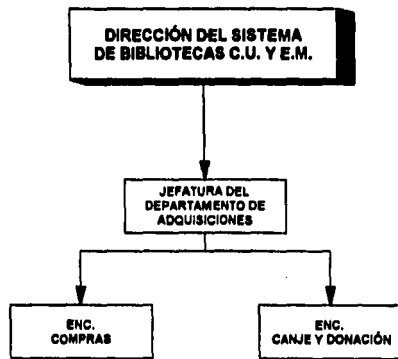 DIRECCIÓN DEL SISTEMA
DE BIBLIOTECAS C.U. Y E.M.
JEFATURA DEL
DEPARTAMENTO DE
ADQUISICIONES
ENC.
COMPRAS
ENC.
CANJE Y DONACIÓN